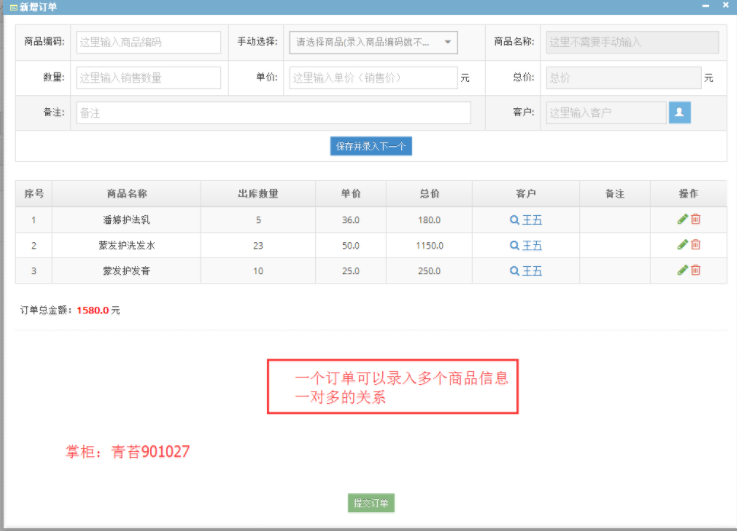 新增订单
商品编码: 这里输入商品编码 手动选择: 请选择商品(录入商品编码就不... 商品名称: 这里不需要手动输入
数量: 这里输入销售数量 单价: 这里输入单价（销售价） 元 总价: 总价 元
备注: 备注 客户: 这里输入客户
保存并录入下一个
序号 商品名称 出库数量 单价 总价 客户 备注 操作
1 潘婷护法乳 5 36.0 180.0 王五
2 蒙发护洗发水 23 50.0 1150.0 王五
3 蒙发护发膏 10 25.0 250.0 王五
订单总金额: 1580.0 元
一个订单可以录入多个商品信息
一对多的关系
掌柜：青苔901027
提交订单